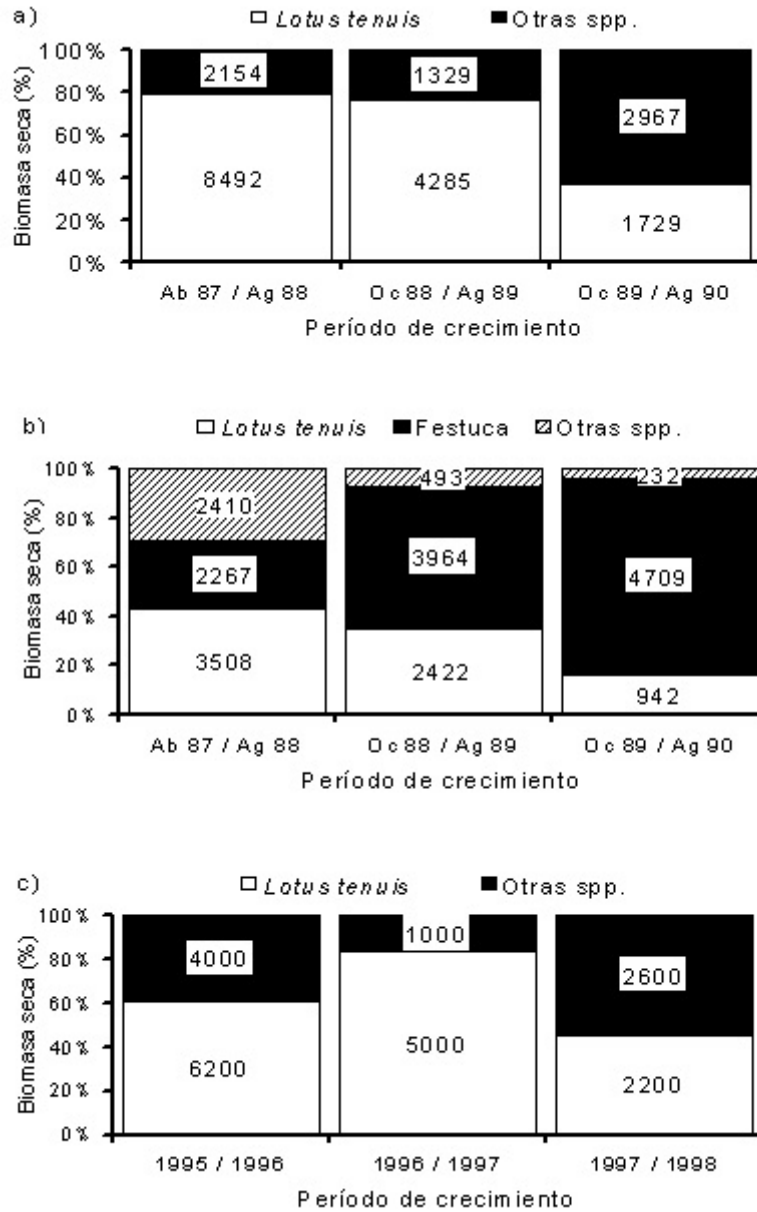 a)
Lotus tenuis Otras spp.
Biomasa seca (%)
100%
80%
60%
40%
20%
0%
2154 1329 2967
8492 4285 1729
Ab 87 / Ag 88 Oc 88 / Ag 89 Oc 89 / Ag 90
Período de crecimiento
b)
Lotus tenuis Festuca Otras spp.
Biomasa seca (%)
100%
80%
60%
40%
20%
0%
2410 493 232
2267 3964 4709
3508 2422 942
Ab 87 / Ag 88 Oc 88 / Ag 89 Oc 89 / Ag 90
Período de crecimiento
c)
Lotus tenuis Otras spp.
Biomasa seca (%)
100%
80%
60%
40%
20%
0%
4000 1000 2600
6200 5000 2200
1995 / 1996 1996 / 1997 1997 / 1998
Período de crecimiento